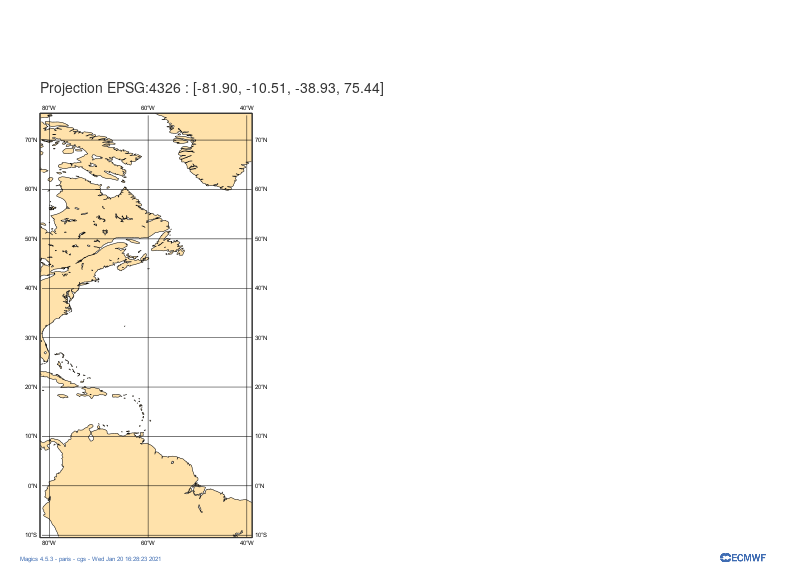 Projection EPSG:4326 : [-81.90, -10.51, -38.93, 75.44]
80°W 60°W 40°W
70°N 70°N
60°N 60°N
50°N 50°N
40°N 40°N
30°N 30°N
20°N 20°N
10°N 10°N
0°N 0°N
10°S 10°S
80°W 60°W 40°W
Magics 4.5.3 - paris - cgs - Wed Jan 20 16:28:23 2021
ECMWF